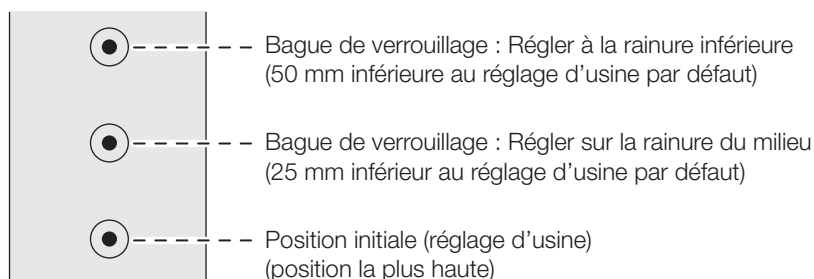 Bague de verrouillage : Régler à la rainure inférieure
(50 mm inférieure au réglage d'usine par défaut)
Bague de verrouillage : Régler sur la rainure du milieu
(25 mm inférieur au réglage d'usine par défaut)
Position initiale (réglage d'usine)
(position la plus haute)